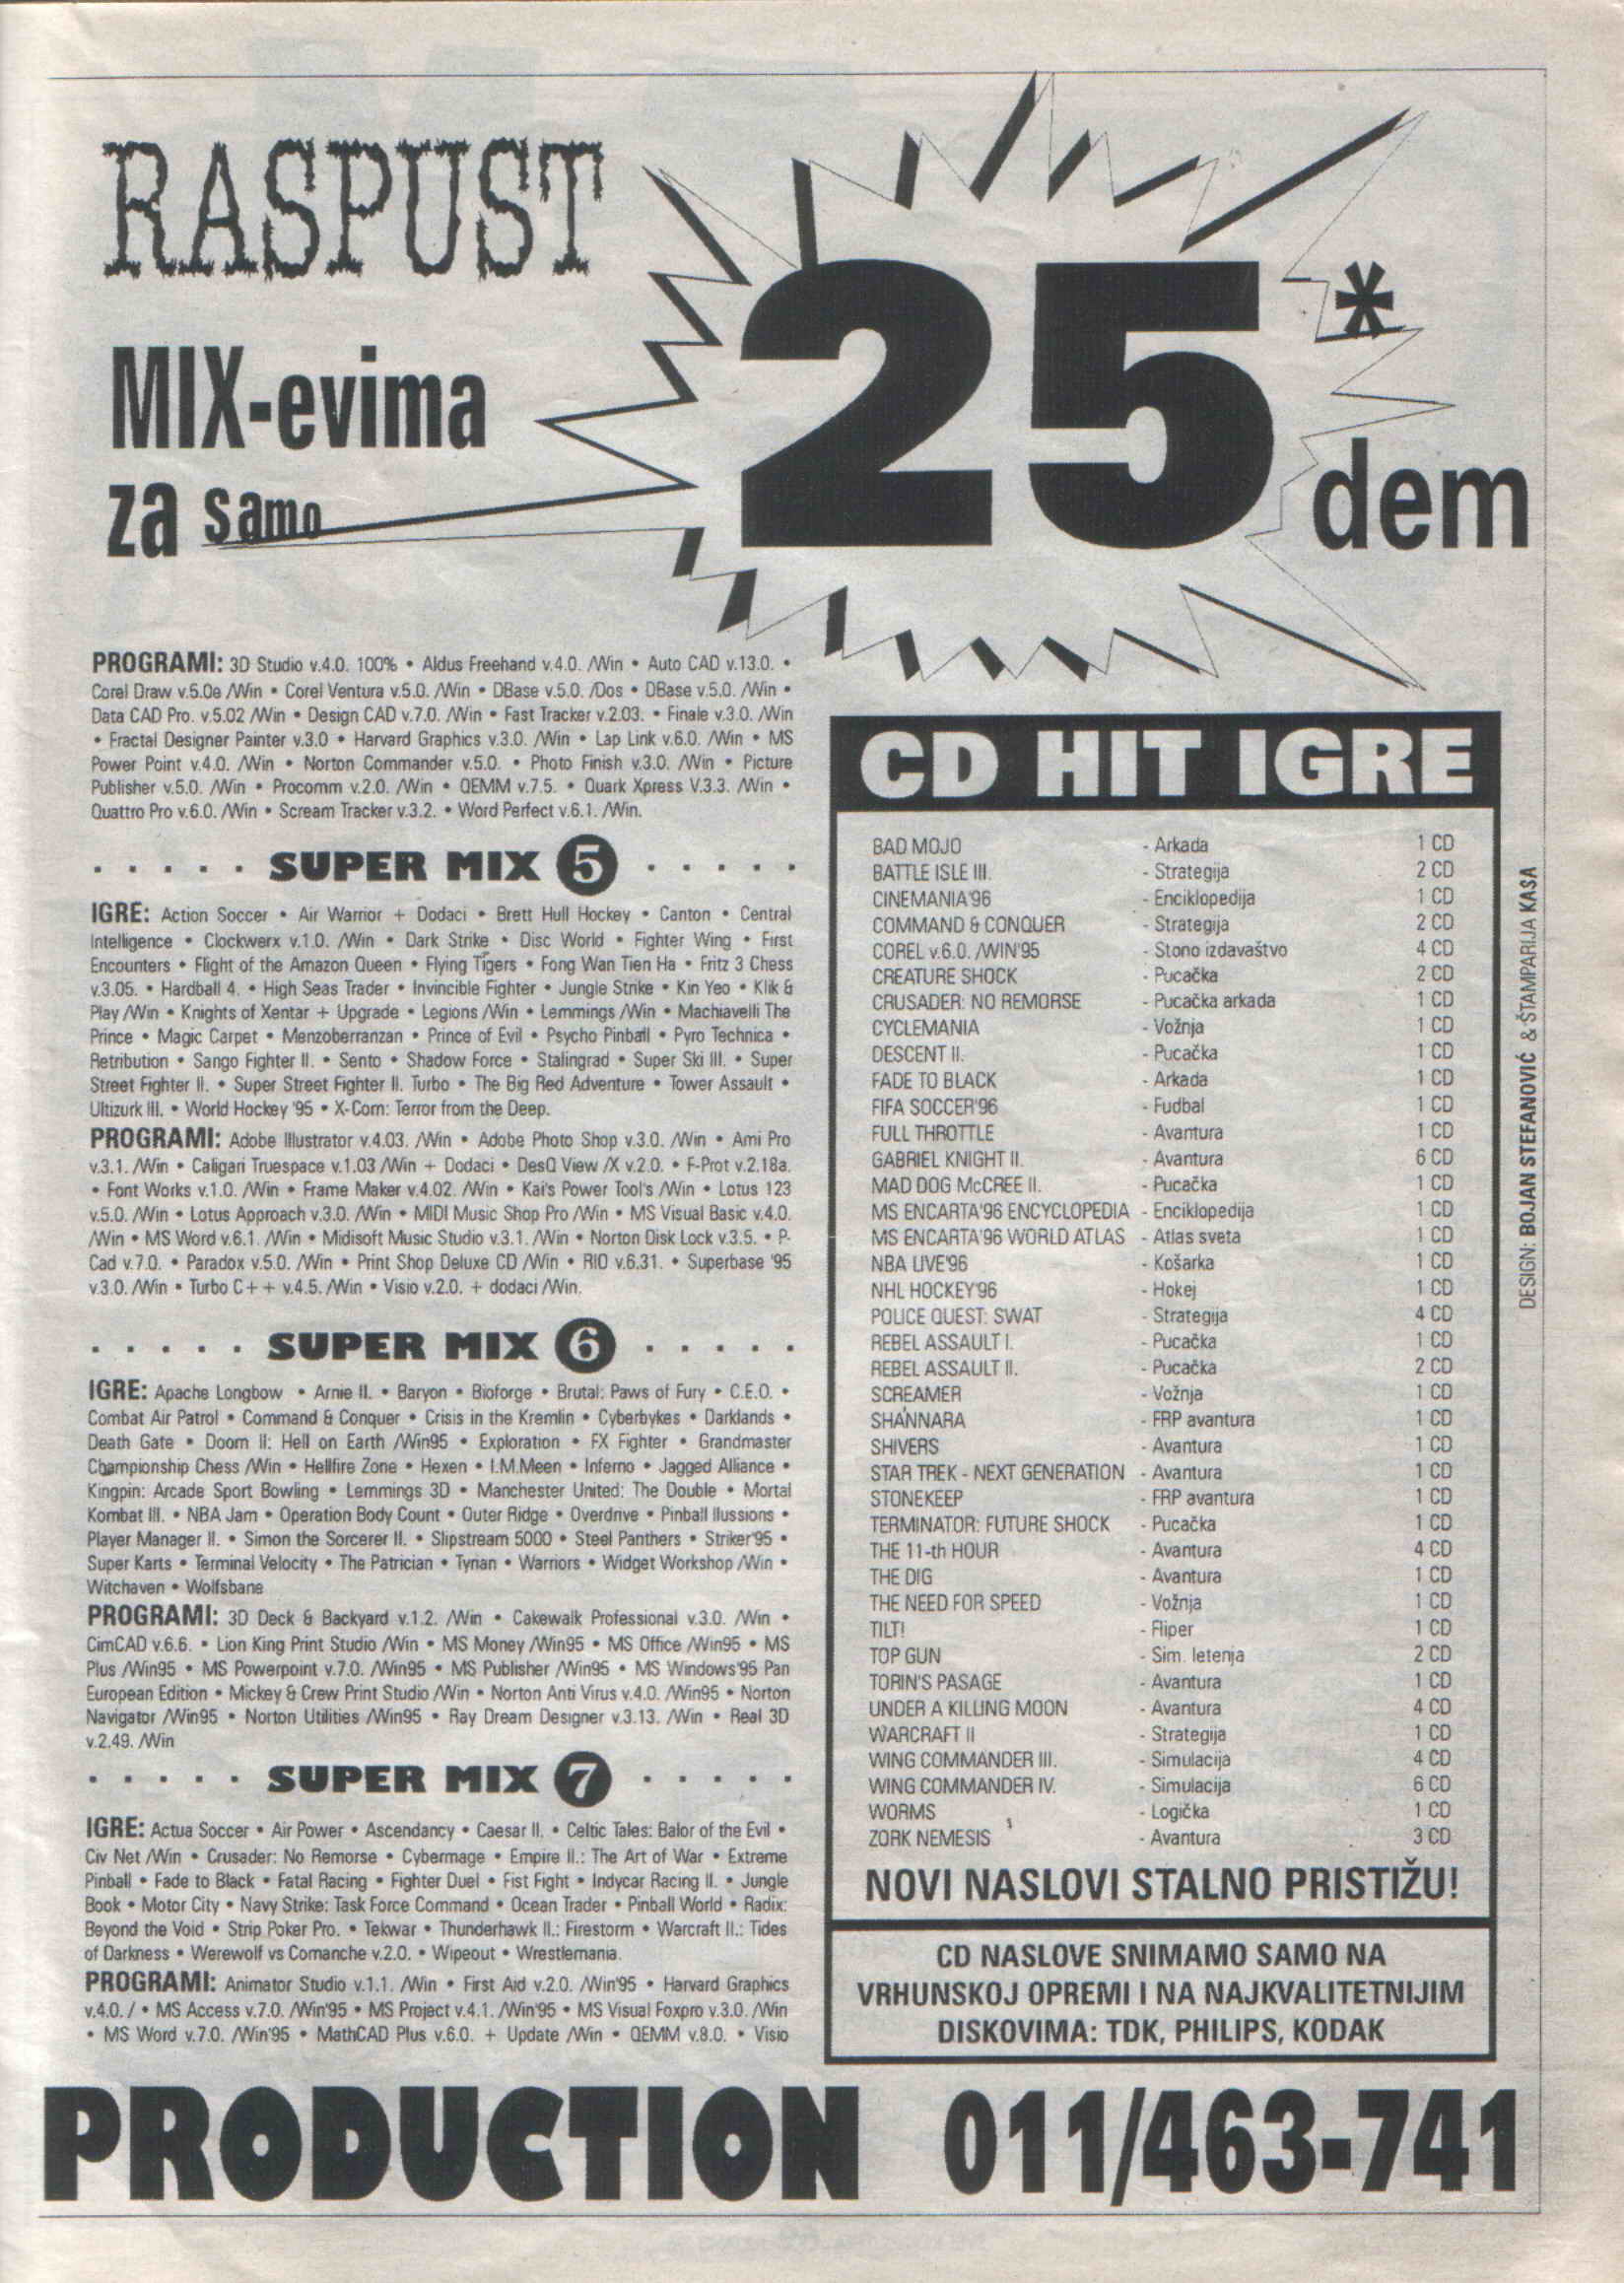 RASPUST
MIX-evima
za samo
25*
dem
PROGRAMI: 3D Studio v.4.0. 100% • Aldus Freehand v.4.0. /Win • Auto CAD v.13.0. •
Corel Draw v.5.0e /Win • Corel Ventura v.5.0. /Win • DBase v.5.0. /Dos • DBase v.5.0. /Win •
Data CAD Pro. v.5.02 /Win • Design CAD v.7.0. /Win • Fast Tracker v.2.03. • Finale v.3.0. /Win
• Fractal Designer Painter v.3.0 • Harvard Graphics v.3.0. /Win • Lap Link v.6.0. /Win • MS
Power Point v.4.0. /Win • Norton Commander v.5.0. • Photo Finish v.3.0. /Win • Picture
Publisher v.5.0. /Win • Procomm v.2.0. /Win • QEMM v.7.5. • Quark Xpress V.3.3. /Win •
Quattro Pro v.6.0. /Win • Scream Tracker v.3.2. • Word Perfect v.6.1. /Win.
• • • • • SUPER MIX 5 • • • • •
IGRE: Action Soccer • Air Warrior + Dodaci • Brett Hull Hockey • Canton • Central
Intelligence • Clockwerx v.1.0. /Win • Dark Strike • Disc World • Fighter Wing • First
Encounters • Flight of the Amazon Queen • Flying Tigers • Fong Wan Tien Ha • Fritz 3 Chess
v.3.05. • Hardball 4. • High Seas Trader • Invincible Fighter • Jungle Strike • Kin Yeo • Klik &
Play /Win • Knights of Xentar + Upgrade • Legions /Win • Lemmings /Win • Machiavelli The
Prince • Magic Carpet • Menzoberranzan • Prince of Evil • Psycho Pinball • Pyro Technica •
Retribution • Sango Fighter II. • Sento • Shadow Force • Stalingrad • Super Ski III. • Super
Street Fighter II. • Super Street Fighter II. Turbo • The Big Red Adventure • Tower Assault •
Ultizurk III. • World Hockey '95 • X-Com: Terror from the Deep.
PROGRAMI: Adobe Illustrator v.4.03. /Win • Adobe Photo Shop v.3.0. /Win • Ami Pro
v.3.1. /Win • Caligari Truespace v.1.03 /Win + Dodaci • DesQ View /X v.2.0. • F-Prot v.2.18a.
• Font Works v.1.0. /Win • Frame Maker v.4.02. /Win • Kai's Power Tool's /Win • Lotus 123
v.5.0. /Win • Lotus Approach v.3.0. /Win • MIDI Music Shop Pro /Win • MS Visual Basic v.4.0.
/Win • MS Word v.6.1. /Win • Midisoft Music Studio v.3.1. /Win • Norton Disk Lock v.3.5. • P-
Cad v.7.0. • Paradox v.5.0. /Win • Print Shop Deluxe CD /Win • RIO v.6.31. • Superbase '95
v.3.0. /Win • Turbo C++ v.4.5. /Win • Visio v.2.0. + dodaci /Win.
• • • • • SUPER MIX 6 • • • • •
IGRE: Apache Longbow • Arnie II. • Baryon • Bioforge • Brutal: Paws of Fury • C.E.O. •
Combat Air Patrol • Command & Conquer • Crisis in the Kremlin • Cyberbykes • Darklands •
Death Gate • Doom II: Hell on Earth /Win95 • Exploration • FX Fighter • Grandmaster
Championship Chess /Win • Hellfire Zone • Hexen • I.M.Meen • Inferno • Jagged Alliance •
Kingpin: Arcade Sport Bowling • Lemmings 3D • Manchester United: The Double • Mortal
Kombat III. • NBA Jam • Operation Body Count • Outer Ridge • Overdrive • Pinball Ilussions •
Player Manager II. • Simon the Sorcerer II. • Slipstream 5000 • Steel Panthers • Striker'95 •
Super Karts • Terminal Velocity • The Patrician • Tyrian • Warriors • Widget Workshop /Win •
Witchaven • Wolfsbane
PROGRAMI: 3D Deck & Backyard v.1.2. /Win • Cakewalk Professional v.3.0. /Win •
CimCAD v.6.6. • Lion King Print Studio /Win • MS Money /Win95 • MS Office /Win95 • MS
Plus /Win95 • MS Powerpoint v.7.0. /Win95 • MS Publisher /Win95 • MS Windows'95 Pan
European Edition • Mickey & Crew Print Studio /Win • Norton Anti Virus v.4.0. /Win95 • Norton
Navigator /Win95 • Norton Utilities /Win95 • Ray Dream Designer v.3.13. /Win • Real 3D
v.2.49. /Win
• • • • • SUPER MIX 7 • • • • •
IGRE: Actua Soccer • Air Power • Ascendancy • Caesar II. • Celtic Tales: Balor of the Evil •
Civ Net /Win • Crusader: No Remorse • Cybermage • Empire II.: The Art of War • Extreme
Pinball • Fade to Black • Fatal Racing • Fighter Duel • Fist Fight • Indycar Racing II. • Jungle
Book • Motor City • Navy Strike: Task Force Command • Ocean Trader • Pinball World • Radix:
Beyond the Void • Strip Poker Pro. • Tekwar • Thunderhawk II.: Firestorm • Warcraft II.: Tides
of Darkness • Werewolf vs Comanche v.2.0. • Wipeout • Wrestlemania.
PROGRAMI: Animator Studio v.1.1. /Win • First Aid v.2.0. /Win'95 • Harvard Graphics
v.4.0. / • MS Access v.7.0. /Win'95 • MS Project v.4.1. /Win'95 • MS Visual Foxpro v.3.0. /Win
• MS Word v.7.0. /Win'95 • MathCAD Plus v.6.0. + Update /Win • QEMM v.8.0. • Visio
CD HIT IGRE
BAD MOJO - Arkada 1 CD
BATTLE ISLE III. - Strategija 2 CD
CINEMANIA'96 - Enciklopedija 1 CD
COMMAND & CONQUER - Strategija 2 CD
COREL v.6.0. /WIN'95 - Stono izdavaštvo 4 CD
CREATURE SHOCK - Pucačka 2 CD
CRUSADER: NO REMORSE - Pucačka arkada 1 CD
CYCLEMANIA - Vožnja 1 CD
DESCENT II. - Pucačka 1 CD
FADE TO BLACK - Arkada 1 CD
FIFA SOCCER'96 - Fudbal 1 CD
FULL THROTTLE - Avantura 1 CD
GABRIEL KNIGHT II. - Avantura 6 CD
MAD DOG McCREE II. - Pucačka 1 CD
MS ENCARTA'96 ENCYCLOPEDIA - Enciklopedija 1 CD
MS ENCARTA'96 WORLD ATLAS - Atlas sveta 1 CD
NBA LIVE'96 - Košarka 1 CD
NHL HOCKEY'96 - Hokej 1 CD
POLICE QUEST: SWAT - Strategija 4 CD
REBEL ASSAULT I. - Pucačka 1 CD
REBEL ASSAULT II. - Pucačka 2 CD
SCREAMER - Vožnja 1 CD
SHANNARA - FRP avantura 1 CD
SHIVERS - Avantura 1 CD
STAR TREK - NEXT GENERATION - Avantura 1 CD
STONEKEEP - FRP avantura 1 CD
TERMINATOR: FUTURE SHOCK - Pucačka 1 CD
THE 11-th HOUR - Avantura 4 CD
THE DIG - Avantura 1 CD
THE NEED FOR SPEED - Vožnja 1 CD
TILT! - Fliper 1 CD
TOP GUN - Sim. letenja 2 CD
TORIN'S PASAGE - Avantura 1 CD
UNDER A KILLING MOON - Avantura 4 CD
WARCRAFT II - Strategija 1 CD
WING COMMANDER III. - Simulacija 4 CD
WING COMMANDER IV. - Simulacija 6 CD
WORMS - Logička 1 CD
ZORK NEMESIS - Avantura 3 CD
NOVI NASLOVI STALNO PRISTIŽU!
CD NASLOVE SNIMAMO SAMO NA
VRHUNSKOJ OPREMI I NA NAJKVALITETNIJIM
DISKOVIMA: TDK, PHILIPS, KODAK
DESIGN: BOJAN STEFANOVIĆ & ŠTAMPARIJA KASA
PRODUCTION 011/463-741